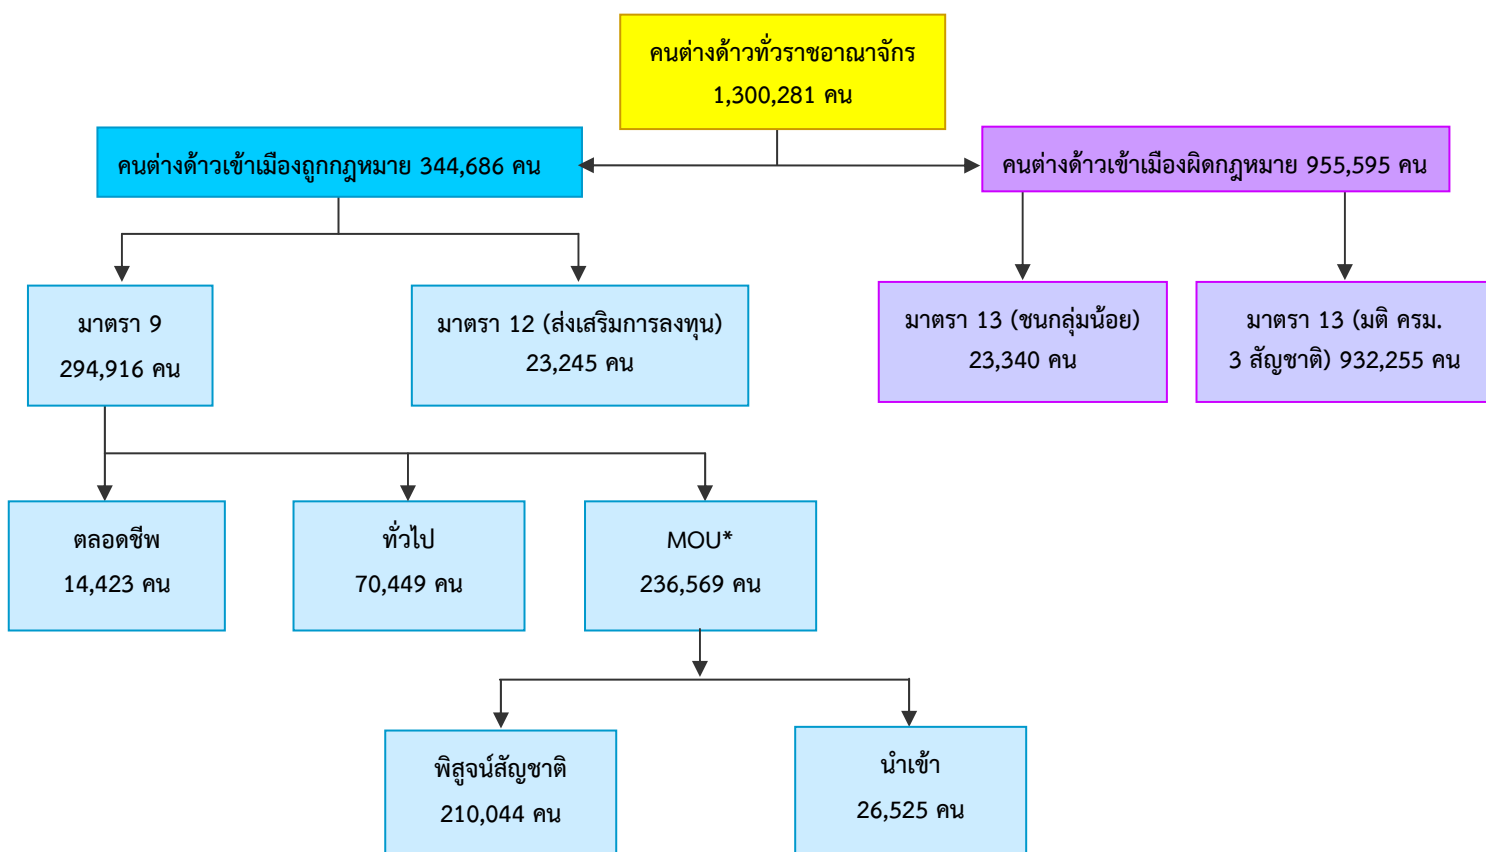 คนต่างด้าวทั่วราชอาณาจักร
1,300,281 คน
คนต่างด้าวเข้าเมืองถูกกฎหมาย 344,686 คน
คนต่างด้าวเข้าเมืองผิดกฎหมาย 955,595 คน
มาตรา 9
294,916 คน
มาตรา 12 (ส่งเสริมการลงทุน)
23,245 คน
มาตรา 13 (ชนกลุ่มน้อย)
23,340 คน
มาตรา 13 (มติ ครม.
3 สัญชาติ) 932,255 คน
ตลอดชีพ
14,423 คน
ทั่วไป
70,449 คน
MOU*
236,569 คน
พิสูจน์สัญชาติ
210,044 คน
นำเข้า
26,525 คน